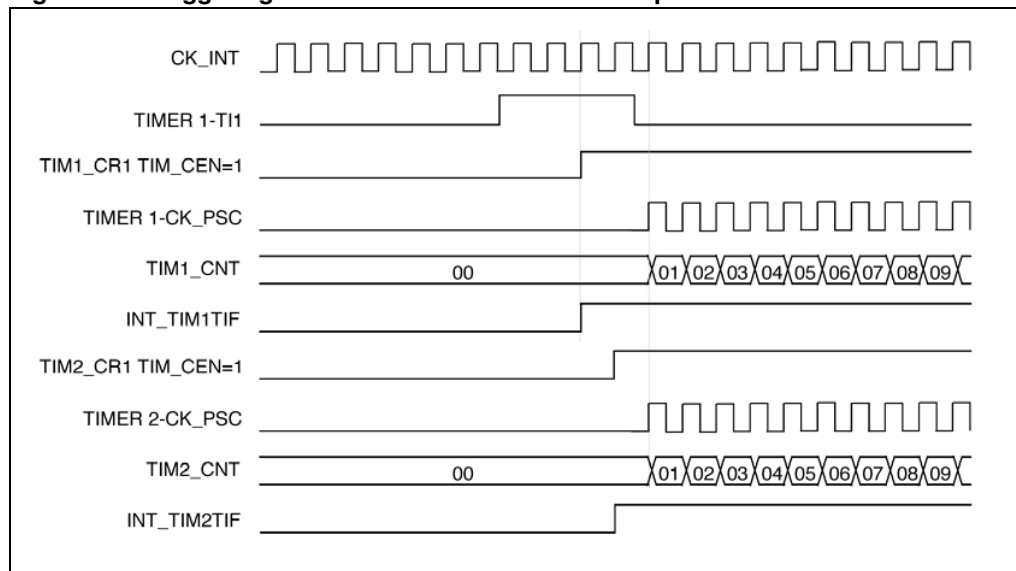 CK_INT
TIMER 1-TI1
TIM1_CR1 TIM_CEN=1
TIMER 1-CK_PSC
TIM1_CNT 00 01 02 03 04 05 06 07 08 09
INT_TIM1TIF
TIM2_CR1 TIM_CEN=1
TIMER 2-CK_PSC
TIM2_CNT 00 01 02 03 04 05 06 07 08 09
INT_TIM2TIF